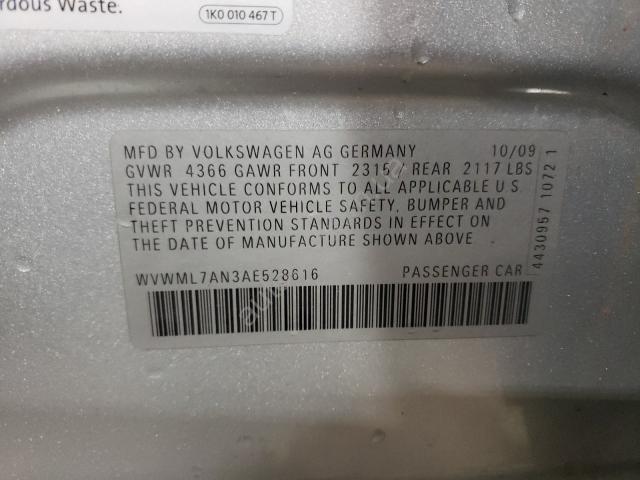 rdous Waste.
1K0 010 467 T
MFD BY VOLKSWAGEN AG GERMANY 10/09
GVWR 4366 GAWR FRONT 2315 / REAR 2117 LBS
THIS VEHICLE CONFORMS TO ALL APPLICABLE U.S.
FEDERAL MOTOR VEHICLE SAFETY, BUMPER AND
THEFT PREVENTION STANDARDS IN EFFECT ON
THE DATE OF MANUFACTURE SHOWN ABOVE
WVWML7AN3AE528616 PASSENGER CAR
4430957 1072 1